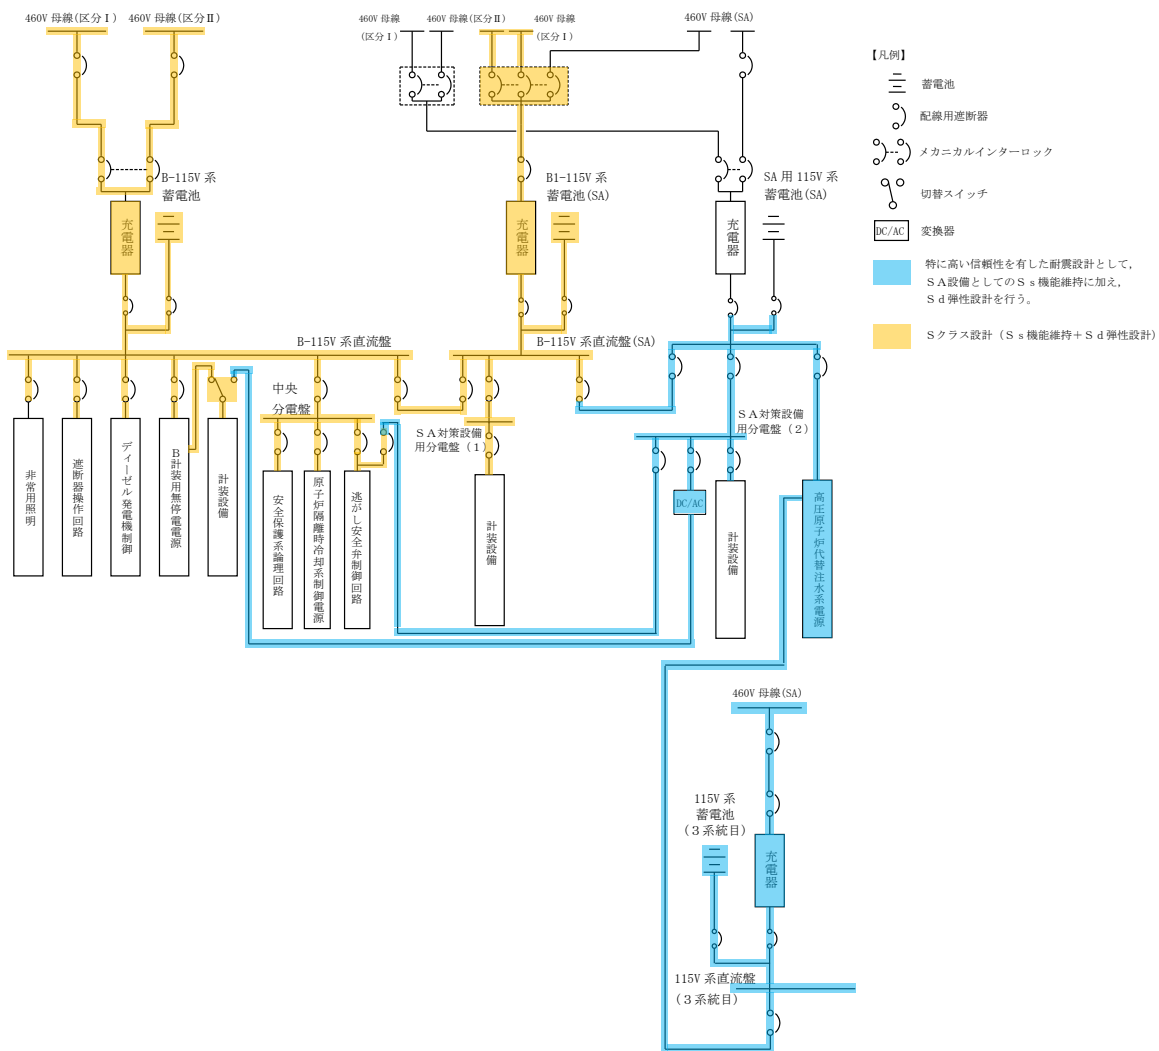 460V 母線(区分Ⅰ)
460V 母線(区分Ⅱ)
460V 母線
(区分Ⅰ)
460V 母線(区分Ⅱ)
460V 母線
(区分Ⅰ)
460V 母線(SA)
【凡例】
蓄電池
配線用遮断器
メカニカルインターロック
切替スイッチ
DC/AC
変換器
特に高い信頼性を有した耐震設計として，
ＳＡ設備としてのＳｓ機能維持に加え，
Ｓｄ弾性設計を行う。
Ｓクラス設計（Ｓｓ機能維持＋Ｓｄ弾性設計）
B-115V 系
蓄電池
B1-115V 系
蓄電池(SA)
SA 用 115V 系
蓄電池(SA)
充電器
充電器
充電器
B-115V 系直流盤
B-115V 系直流盤(SA)
中央
分電盤
ＳＡ対策設備
用分電盤（１）
ＳＡ対策設備
用分電盤（２）
非常用照明
遮断器操作回路
ディーゼル発電機制御
Ｂ計装用無停電電源
計装設備
安全保護系論理回路
原子炉隔離時冷却系制御電源
逃がし安全弁制御回路
計装設備
DC/AC
計装設備
高圧原子炉代替注水系電源
460V 母線(SA)
115V 系
蓄電池
(３系統目)
充電器
115V 系直流盤
(３系統目)